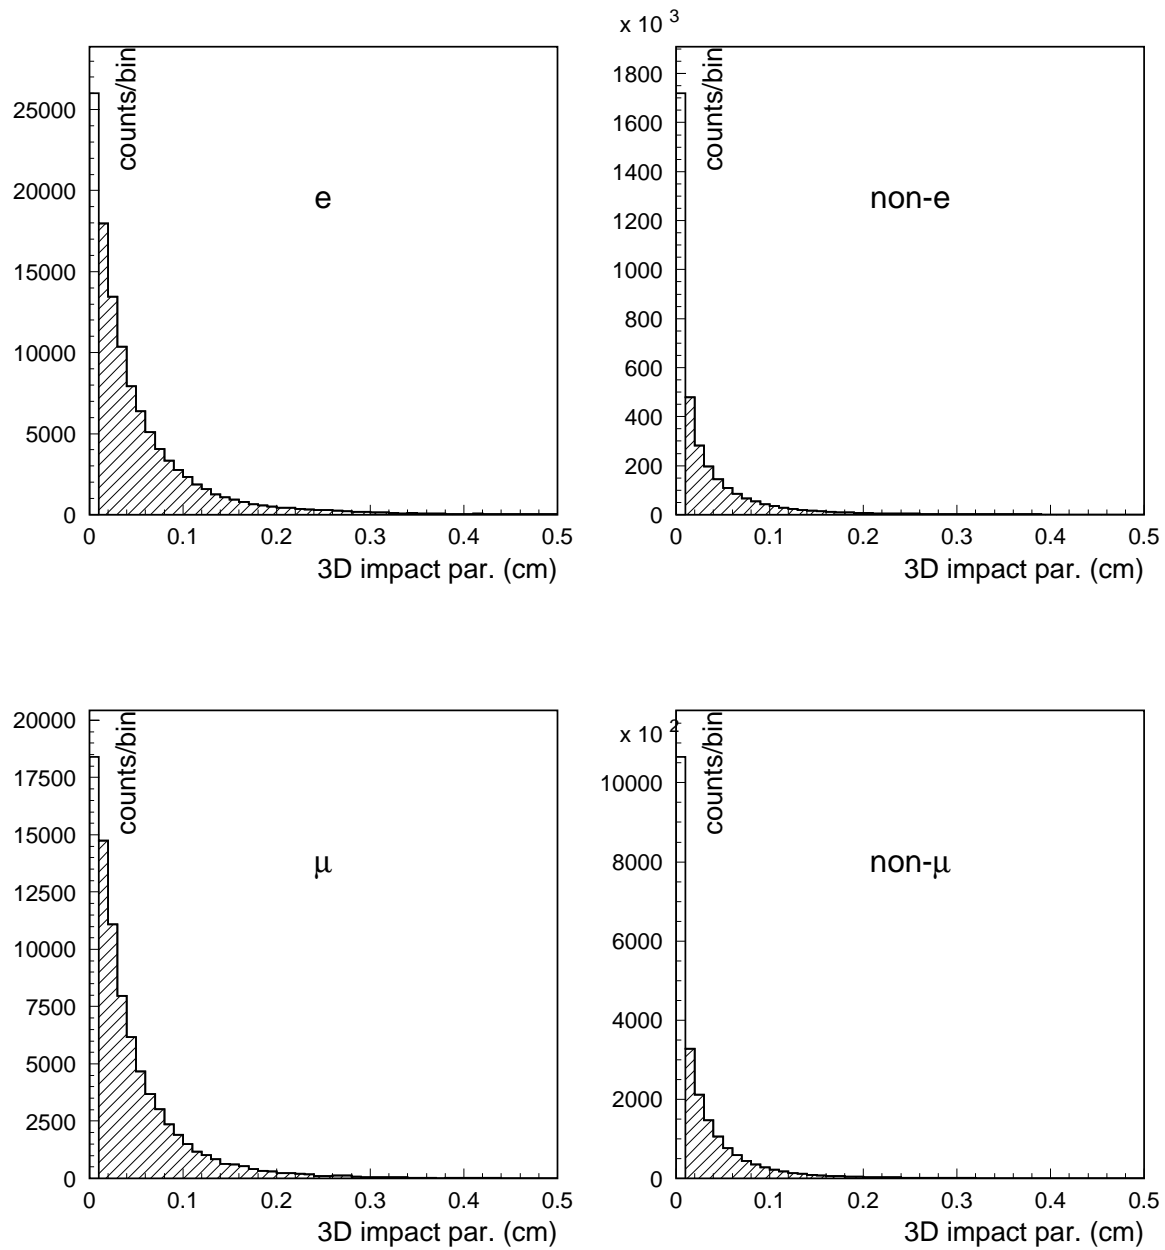 counts/bin
e
25000
20000
15000
10000
5000
0
0 0.1 0.2 0.3 0.4 0.5
3D impact par. (cm)
x 10 3
counts/bin
non-e
1800
1600
1400
1200
1000
800
600
400
200
0
0 0.1 0.2 0.3 0.4 0.5
3D impact par. (cm)
counts/bin
μ
20000
17500
15000
12500
10000
7500
5000
2500
0
0 0.1 0.2 0.3 0.4 0.5
3D impact par. (cm)
x 10 2
counts/bin
non-μ
10000
8000
6000
4000
2000
0
0 0.1 0.2 0.3 0.4 0.5
3D impact par. (cm)